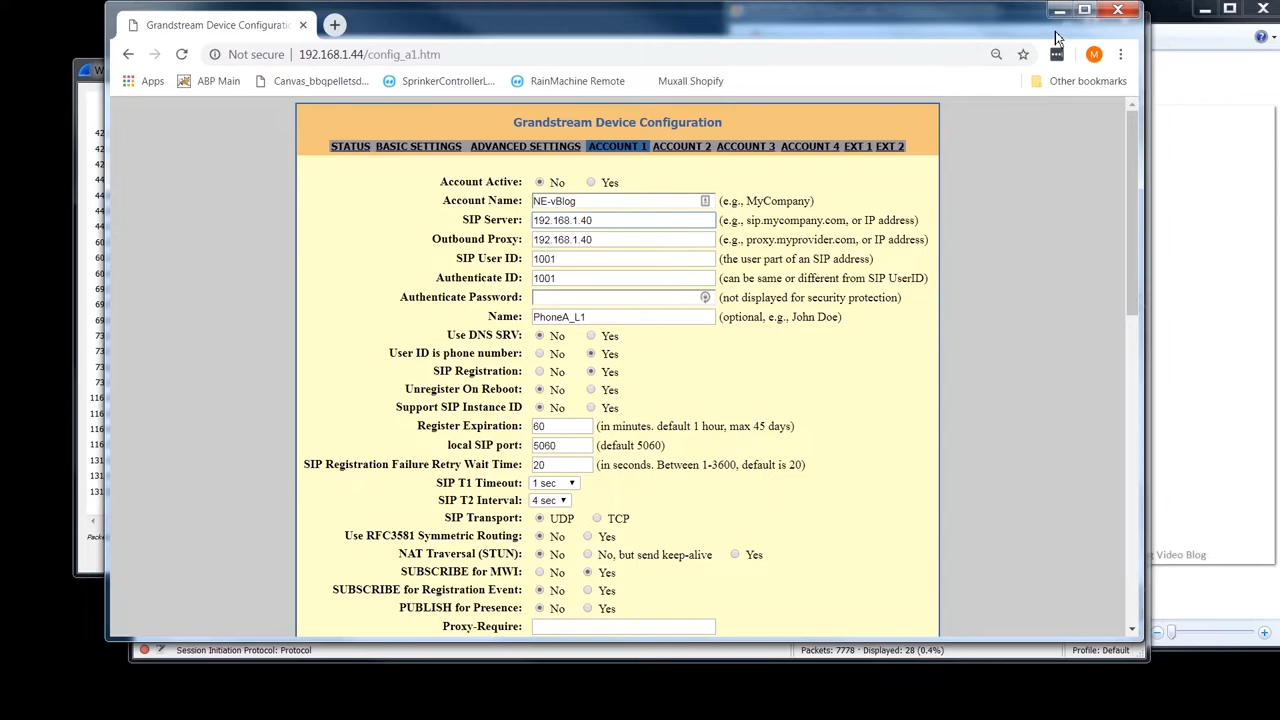 Grandstream Device Configuratio
Not secure | 192.168.1.44/config_a1.htm
M
Apps ABP Main Canvas_bbqpelletsd... SprinkerControllerL... RainMachine Remote Muxall Shopify Other bookmarks
Grandstream Device Configuration
STATUS BASIC SETTINGS ADVANCED SETTINGS ACCOUNT 1 ACCOUNT 2 ACCOUNT 3 ACCOUNT 4 EXT 1 EXT 2
Account Active: No Yes
Account Name: NE-vBlog (e.g., MyCompany)
SIP Server: 192.168.1.40 (e.g., sip.mycompany.com, or IP address)
Outbound Proxy: 192.168.1.40 (e.g., proxy.myprovider.com, or IP address)
SIP User ID: 1001 (the user part of an SIP address)
Authenticate ID: 1001 (can be same or different from SIP UserID)
Authenticate Password: (not displayed for security protection)
Name: PhoneA_L1 (optional, e.g., John Doe)
Use DNS SRV: No Yes
User ID is phone number: No Yes
SIP Registration: No Yes
Unregister On Reboot: No Yes
Support SIP Instance ID No Yes
Register Expiration: 60 (in minutes. default 1 hour, max 45 days)
local SIP port: 5060 (default 5060)
SIP Registration Failure Retry Wait Time: 20 (in seconds. Between 1-3600, default is 20)
SIP T1 Timeout: 1 sec
SIP T2 Interval: 4 sec
SIP Transport: UDP TCP
Use RFC3581 Symmetric Routing: No Yes
NAT Traversal (STUN): No No, but send keep-alive Yes
SUBSCRIBE for MWI: No Yes
SUBSCRIBE for Registration Event: No Yes
PUBLISH for Presence: No Yes
Proxy-Require:
Video Blog
Session Initiation Protocol: Protocol Packets: 7778 · Displayed: 28 (0.4%) Profile: Default